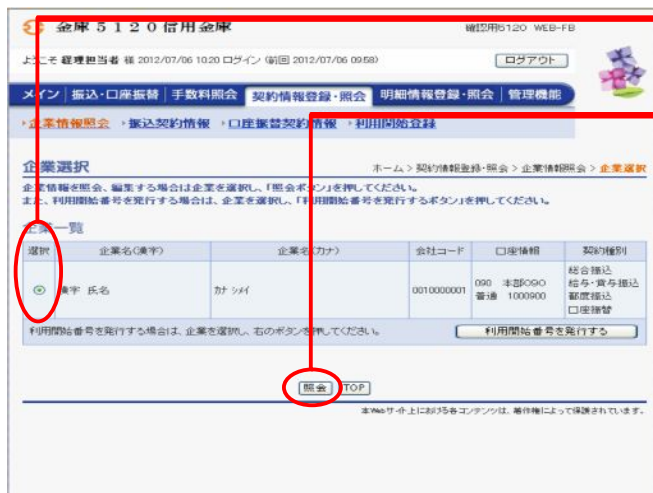 金庫5120信用金庫
確認用5120 WEB-FB
ようこそ 経理担当者 様 2012/07/06 10:20 ログイン (前回 2012/07/06 09:58)
ログアウト
メイン 振込・口座振替 手数料照会 契約情報登録・照会 明細情報登録・照会 管理機能
企業情報照会 振込契約情報 口座振替契約情報 利用開始登録
企業選択
ホーム > 契約情報登録・照会 > 企業情報照会 > 企業選択
企業情報を照会、編集する場合は企業を選択し、「照会ボタン」を押してください。
また、利用開始番号を発行する場合は、企業を選択し、「利用開始番号を発行するボタン」を押してください。
企業一覧
選択 企業名(漢字) 企業名(カナ) 会社コード 口座情報 契約種別
漢字 氏名 カナ シメイ 0010000001 090 本部090 普通 1000900
総合振込
給与・賞与振込
都度振込
口座振替
利用開始番号を発行する場合は、企業を選択し、右のボタンを押してください。
利用開始番号を発行する
照会 TOP
本Webサイト上における各コンテンツは、著作権によって保護されています。